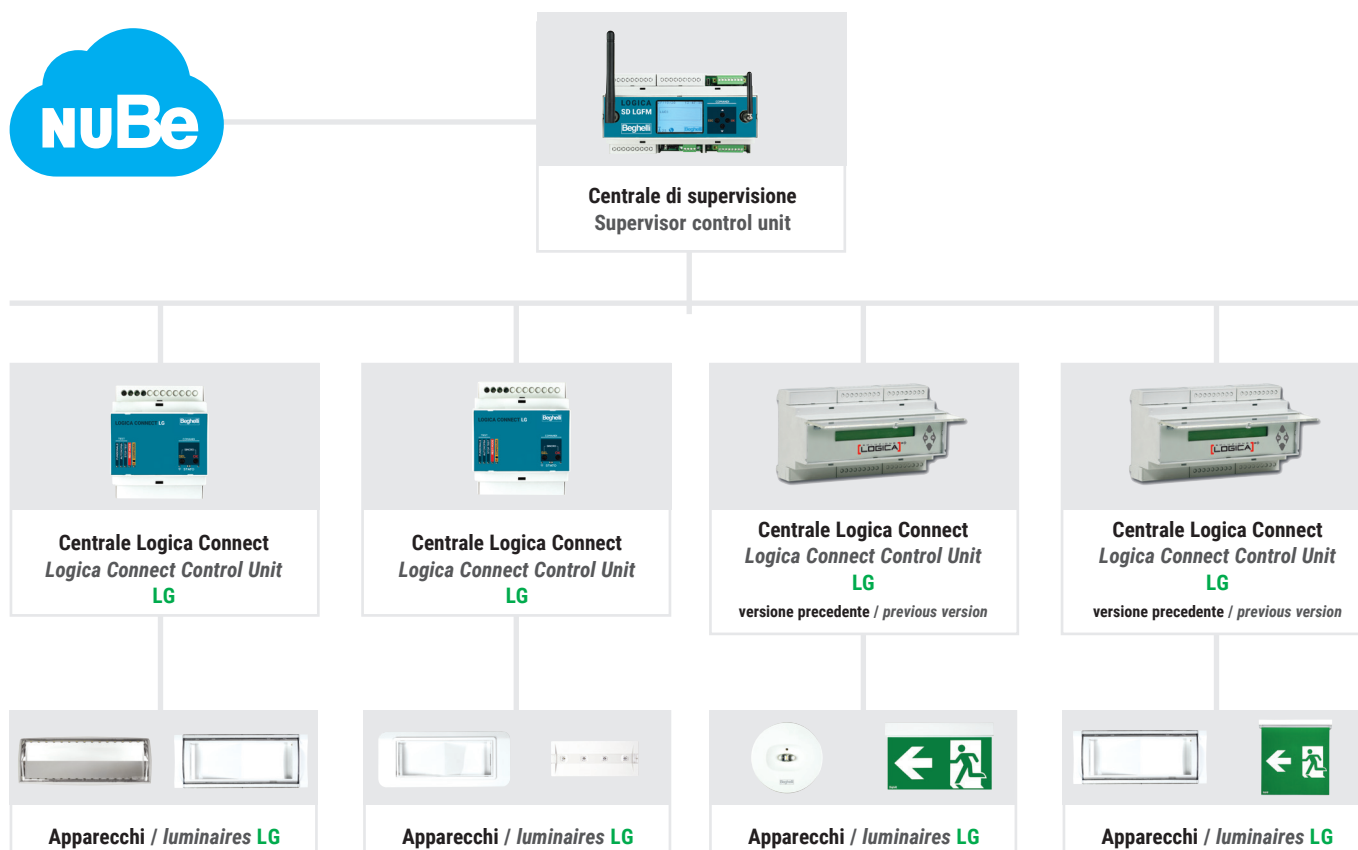 NUBe
LOGICA
SD LGFM
Beghelli
Beghelli
Centrale di supervisione
Supervisor control unit
LOGICA CONNECT LG
Beghelli
LOGICA CONNECT LG
Beghelli
[LOGICA]
[LOGICA]
Centrale Logica Connect
Logica Connect Control Unit
LG
Centrale Logica Connect
Logica Connect Control Unit
LG
Centrale Logica Connect
Logica Connect Control Unit
LG
versione precedente / previous version
Centrale Logica Connect
Logica Connect Control Unit
LG
versione precedente / previous version
Apparecchi / luminaires LG
Apparecchi / luminaires LG
Apparecchi / luminaires LG
Apparecchi / luminaires LG